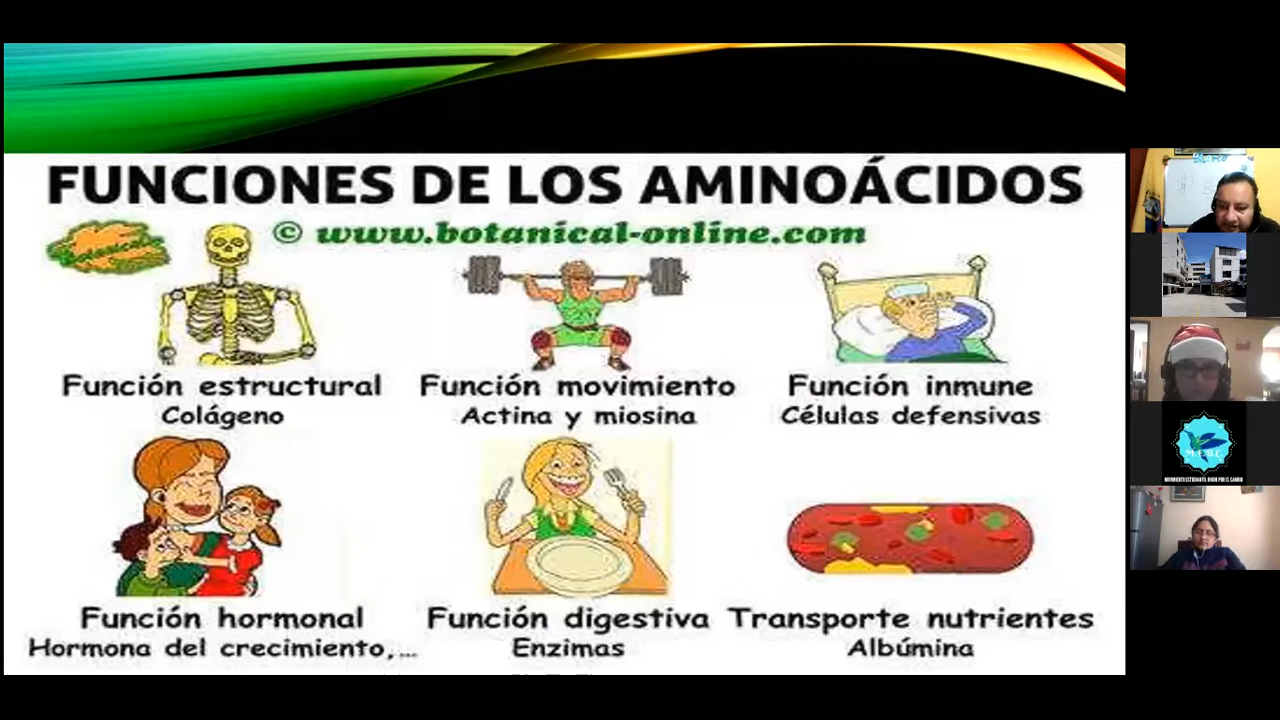 FUNCIONES DE LOS AMINOÁCIDOS
© www.botanical-online.com
Botanical
Función estructural
Colágeno
Función movimiento
Actina y miosina
Función inmune
Células defensivas
Función hormonal
Hormona del crecimiento,...
Función digestiva
Enzimas
Transporte nutrientes
Albúmina